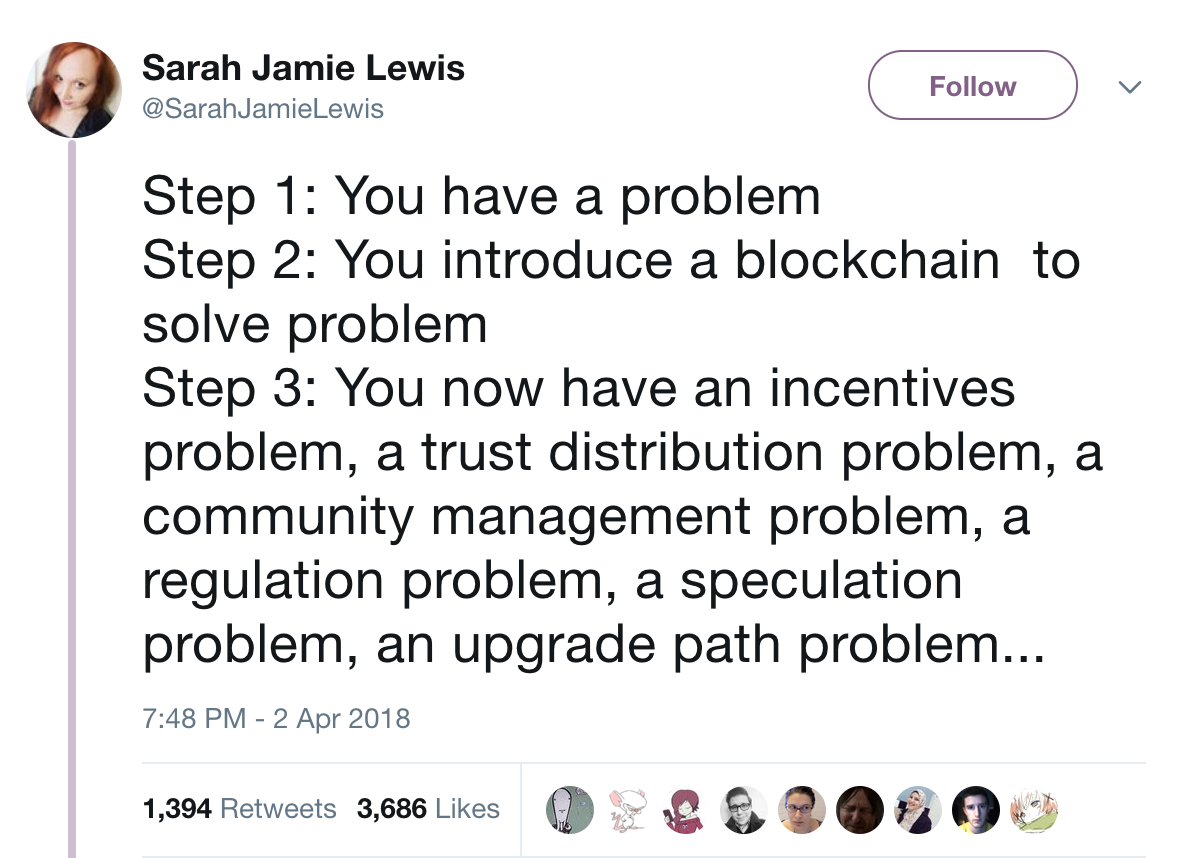 Sarah Jamie Lewis
@SarahJamieLewis
Follow
Step 1: You have a problem
Step 2: You introduce a blockchain  to
solve problem
Step 3: You now have an incentives
problem, a trust distribution problem, a
community management problem, a
regulation problem, a speculation
problem, an upgrade path problem...
7:48 PM - 2 Apr 2018
1,394 Retweets 3,686 Likes